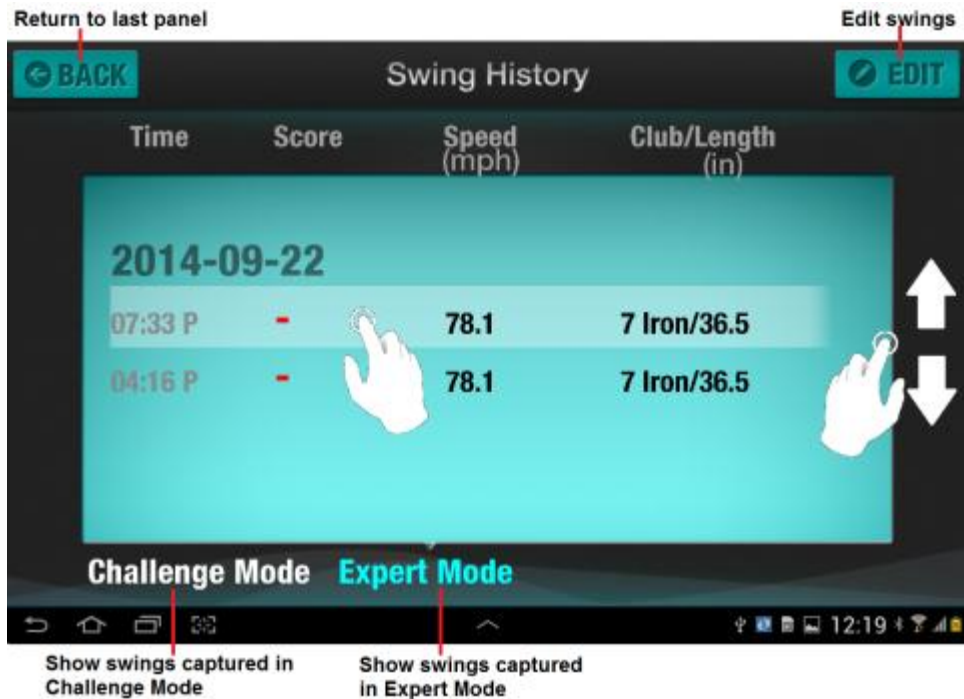 Return to last panel
Edit swings
BACK
Swing History
EDIT
Time Score Speed (mph) Club/Length (in)
2014-09-22
07:33 P - 78.1 7 Iron/36.5
04:16 P - 78.1 7 Iron/36.5
Challenge Mode Expert Mode
12:19
Show swings captured in
Challenge Mode
Show swings captured
in Expert Mode